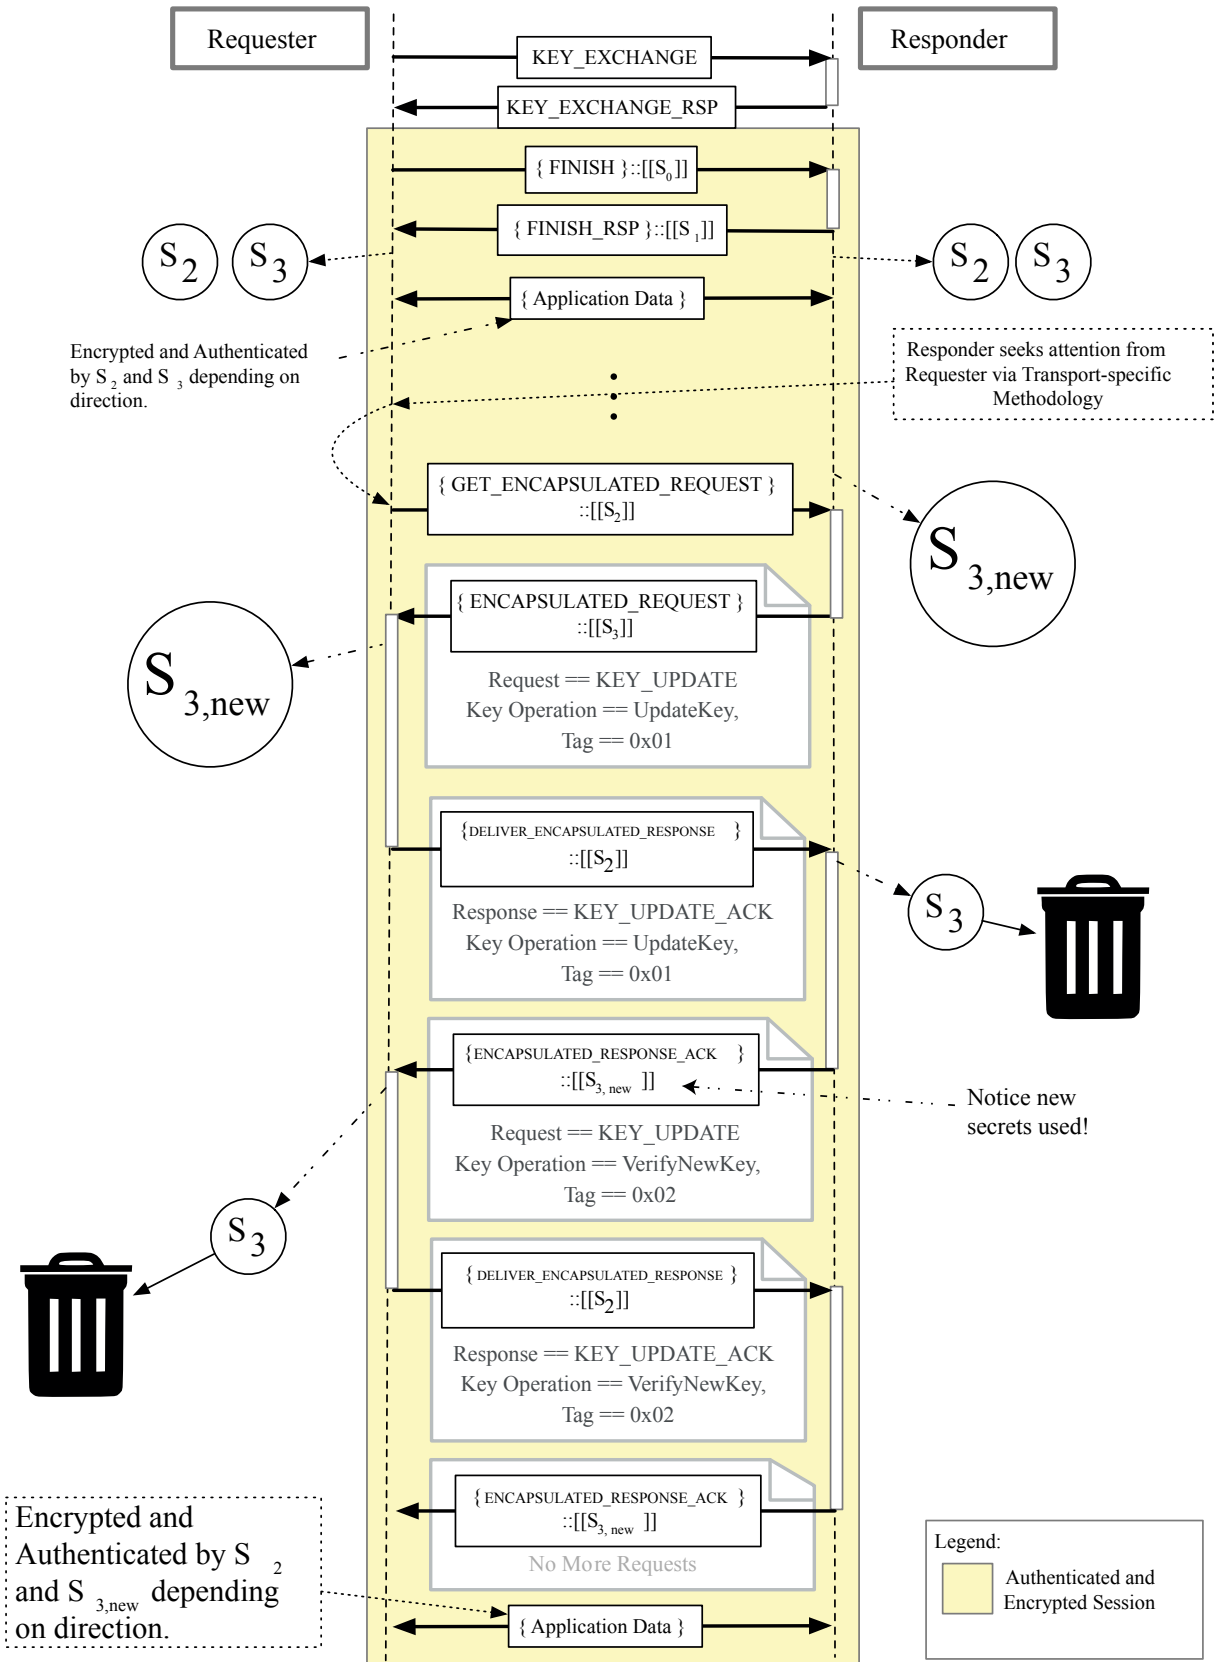 Requester
Responder
KEY_EXCHANGE
KEY_EXCHANGE_RSP
{ FINISH }::[[S0]]
{ FINISH_RSP }::[[S1]]
S2 S3
S2 S3
{ Application Data }
Encrypted and Authenticated
by S2 and S3 depending on
direction.
Responder seeks attention from
Requester via Transport-specific
Methodology
{ GET_ENCAPSULATED_REQUEST }
::[[S2]]
S3,new
{ ENCAPSULATED_REQUEST }
::[[S3]]
S3,new
Request == KEY_UPDATE
Key Operation == UpdateKey,
Tag == 0x01
{DELIVER_ENCAPSULATED_RESPONSE }
::[[S2]]
S3
Response == KEY_UPDATE_ACK
Key Operation == UpdateKey,
Tag == 0x01
{ENCAPSULATED_RESPONSE_ACK }
::[[S3, new ]]
Notice new
secrets used!
Request == KEY_UPDATE
Key Operation == VerifyNewKey,
Tag == 0x02
S3
{ DELIVER_ENCAPSULATED_RESPONSE }
::[[S2]]
Response == KEY_UPDATE_ACK
Key Operation == VerifyNewKey,
Tag == 0x02
{ ENCAPSULATED_RESPONSE_ACK }
::[[S3, new ]]
No More Requests
Encrypted and
Authenticated by S2
and S3,new depending
on direction.
{ Application Data }
Legend:
Authenticated and
Encrypted Session